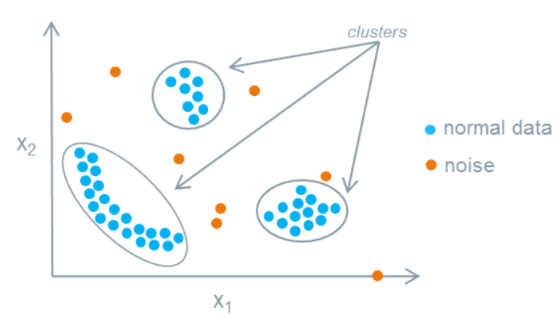 clusters
normal data
x2
noise
x1